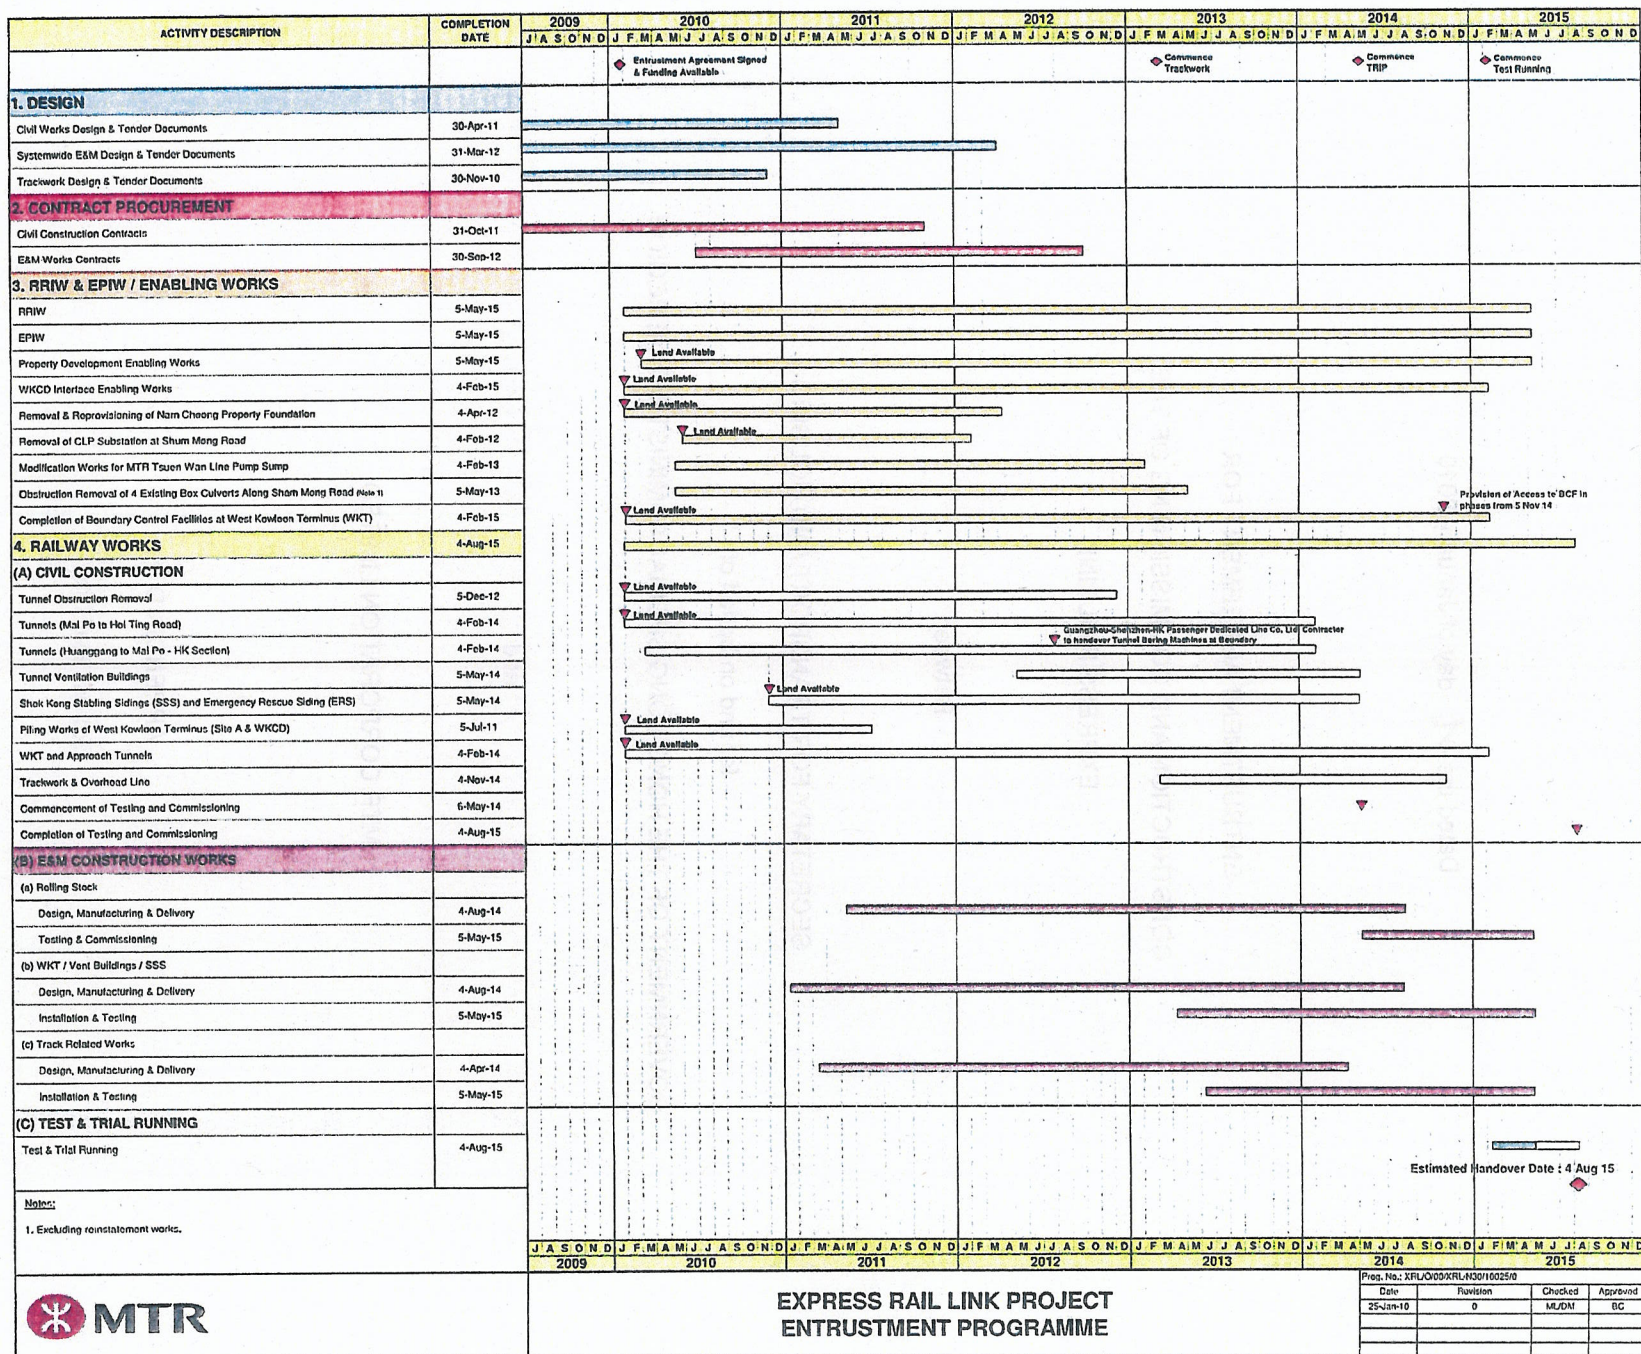 ACTIVITY DESCRIPTION COMPLETION DATE 2009 2010 2011 2012 2013 2014 2015
J A S O N D J F M A M J J A S O N D J F M A M J J A S O N D J F M A M J J A S O N D J F M A M J J A S O N D J F M A M J J A S O N D J F M A M J J A S O N D
Entrustment Agreement Signed
& Funding Available
Commence
Trackwork
Commence
TRIP
Commence
Test Running
1. DESIGN
Civil Works Design & Tender Documents 30-Apr-11
Systemwide E&M Design & Tender Documents 31-Mar-12
Trackwork Design & Tender Documents 30-Nov-10
2. CONTRACT PROCUREMENT
Civil Construction Contracts 31-Oct-11
E&M Works Contracts 30-Sep-12
3. RRIW & EPIW / ENABLING WORKS
RRIW 5-May-15
EPIW 5-May-15
Property Development Enabling Works 5-May-15 Land Available
WKCD Interface Enabling Works 4-Feb-15 Land Available
Removal & Reprovisioning of Nam Cheong Property Foundation 4-Apr-12 Land Available
Removal of CLP Substation at Shum Mong Road 4-Feb-12 Land Available
Modification Works for MTR Tsuen Wan Line Pump Sump 4-Feb-13
Obstruction Removal of 4 Existing Box Culverts Along Sham Mong Road (Note 1) 5-May-13
Provision of Access to BCF in
phases from 5 Nov 14
Completion of Boundary Control Facilities at West Kowloon Terminus (WKT) 4-Feb-15 Land Available
4. RAILWAY WORKS 4-Aug-15
(A) CIVIL CONSTRUCTION
Tunnel Obstruction Removal 5-Dec-12 Land Available
Tunnels (Mai Po to Hoi Ting Road) 4-Feb-14 Land Available
Guangzhou-Shenzhen-HK Passenger Dedicated Line Co. Ltd. Contractor
to handover Tunnel Boring Machines at Boundary
Tunnels (Huanggang to Mai Po - HK Section) 4-Feb-14
Tunnel Ventilation Buildings 5-May-14
Shek Kong Stabling Sidings (SSS) and Emergency Rescue Siding (ERS) 5-May-14 Land Available
Piling Works of West Kowloon Terminus (Site A & WKCD) 5-Jul-11 Land Available
WKT and Approach Tunnels 4-Feb-14 Land Available
Trackwork & Overhead Line 4-Nov-14
Commencement of Testing and Commissioning 6-May-14
Completion of Testing and Commissioning 4-Aug-15
(B) E&M CONSTRUCTION WORKS
(a) Rolling Stock
Design, Manufacturing & Delivery 4-Aug-14
Testing & Commissioning 5-May-15
(b) WKT / Vent Buildings / SSS
Design, Manufacturing & Delivery 4-Aug-14
Installation & Testing 5-May-15
(c) Track Related Works
Design, Manufacturing & Delivery 4-Apr-14
Installation & Testing 5-May-15
(C) TEST & TRIAL RUNNING
Test & Trial Running 4-Aug-15
Estimated Handover Date : 4 Aug 15
Notes:
1. Excluding reinstatement works.
J A S O N D J F M A M J J A S O N D J F M A M J J A S O N D J F M A M J J A S O N D J F M A M J J A S O N D J F M A M J J A S O N D J F M A M J J A S O N D
2009 2010 2011 2012 2013 2014 2015
MTR
EXPRESS RAIL LINK PROJECT
ENTRUSTMENT PROGRAMME
Prog. No.: XRL/O/00/XRL-N30/10025/0
Date Revision Checked Approved
25-Jan-10 0 ML/DM BC